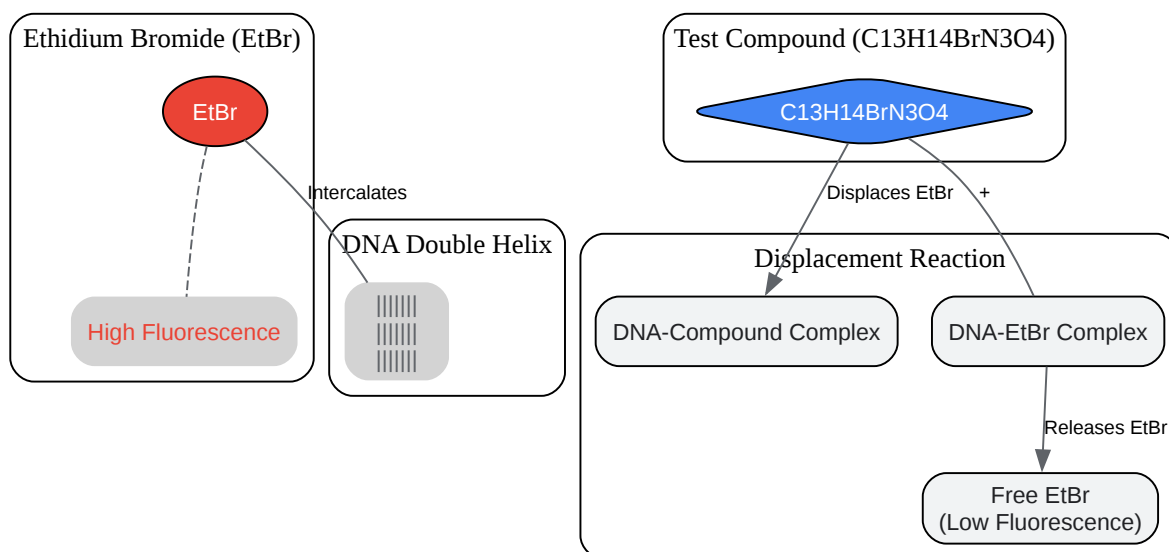 Ethidium Bromide (EtBr)
EtBr
Intercalates
High Fluorescence
DNA Double Helix
|||||||
|||||||
|||||||
Test Compound (C13H14BrN3O4)
C13H14BrN3O4
Displaces EtBr
+
Displacement Reaction
DNA-Compound Complex
DNA-EtBr Complex
Releases EtBr
Free EtBr
(Low Fluorescence)